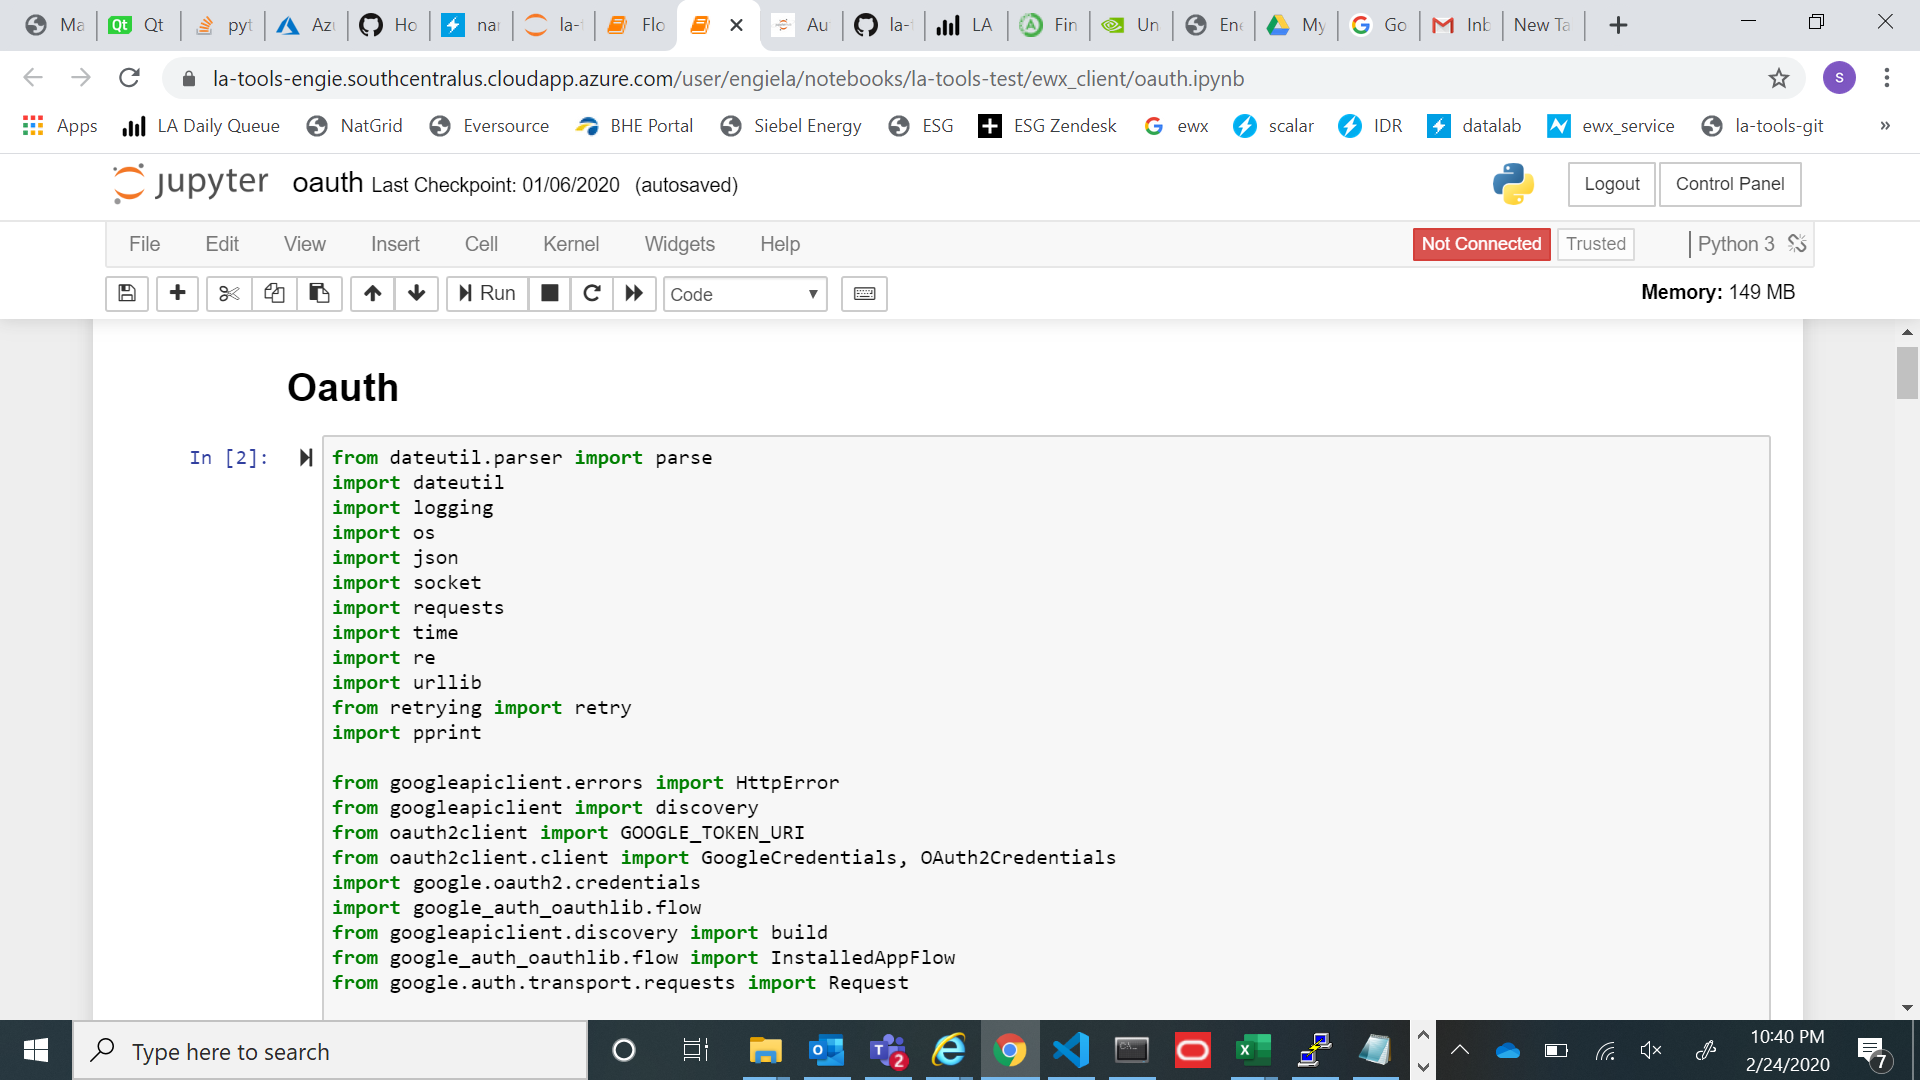 Ma Qt Qt pyt Azu Ho nar la-t Flo Au la-t LA Fin Un Ene My Go Inb New Ta
la-tools-engie.southcentralus.cloudapp.azure.com/user/engiela/notebooks/la-tools-test/ewx_client/oauth.ipynb S
Apps LA Daily Queue NatGrid Eversource BHE Portal Siebel Energy ESG ESG Zendesk ewx scalar IDR datalab ewx_service la-tools-git »
jupyter oauth Last Checkpoint: 01/06/2020 (autosaved) Logout Control Panel
File Edit View Insert Cell Kernel Widgets Help Not Connected Trusted Python 3
Run Code Memory: 149 MB
Oauth
In [2]: from dateutil.parser import parse
import dateutil
import logging
import os
import json
import socket
import requests
import time
import re
import urllib
from retrying import retry
import pprint
from googleapiclient.errors import HttpError
from googleapiclient import discovery
from oauth2client import GOOGLE_TOKEN_URI
from oauth2client.client import GoogleCredentials, OAuth2Credentials
import google.oauth2.credentials
import google_auth_oauthlib.flow
from googleapiclient.discovery import build
from google_auth_oauthlib.flow import InstalledAppFlow
from google.auth.transport.requests import Request
Type here to search 2 10:40 PM
2/24/2020 7